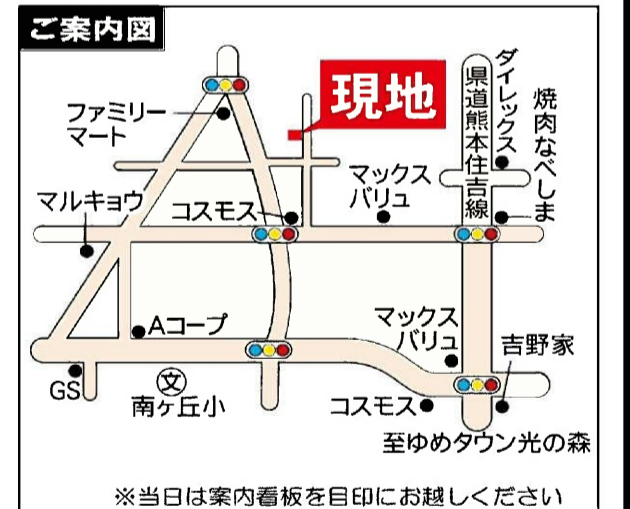 ご案内図
現地
ファミリー
マート
ダイレックス
県道熊本住吉線
焼肉なべしま
マックス
バリュ
マルキョウ
コスモス
Aコープ
マックス
バリュ
吉野家
GS
文
南ヶ丘小
コスモス
至ゆめタウン光の森
※当日は案内看板を目印にお越しください